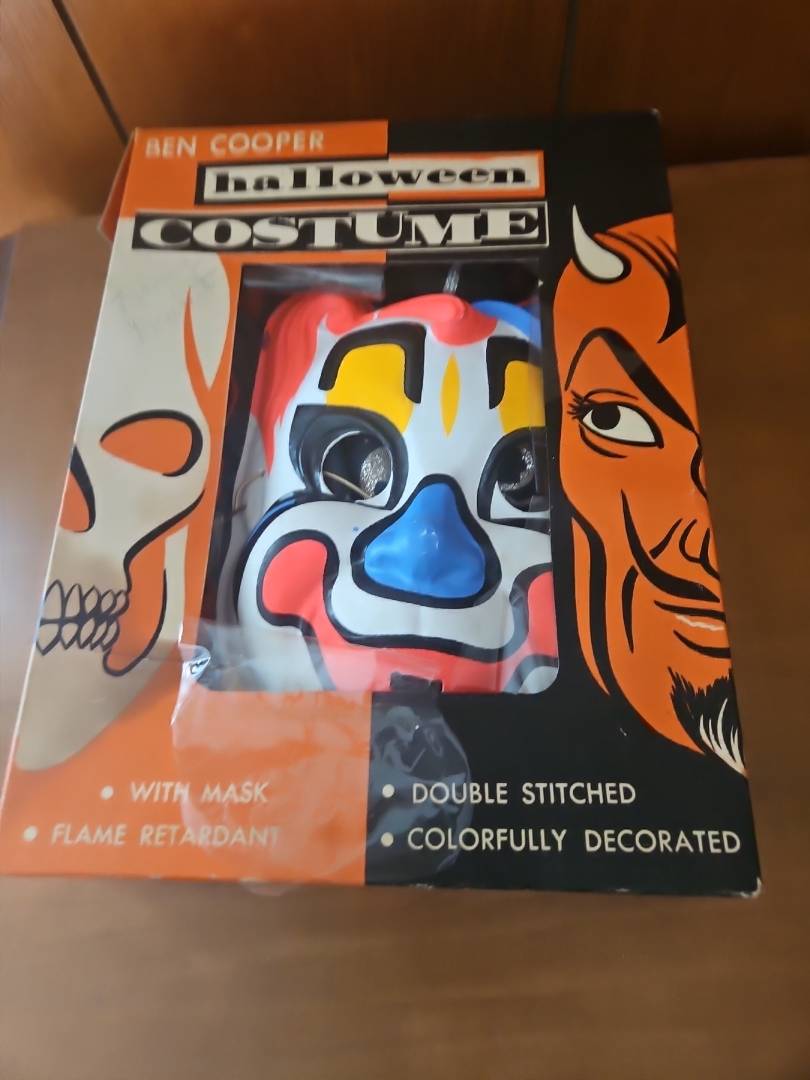 BEN COOPER
halloween
COSTUME
• WITH MASK
• FLAME RETARDANT
• DOUBLE STITCHED
• COLORFULLY DECORATED